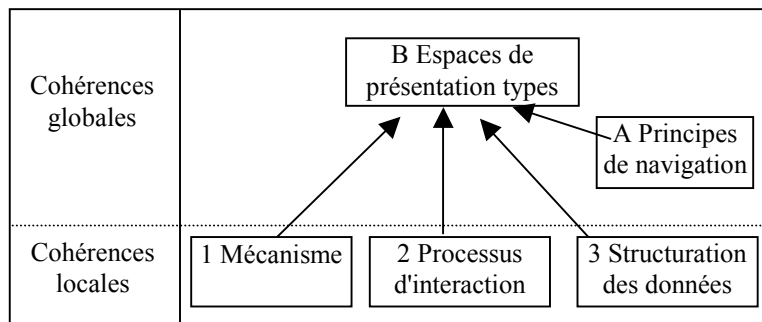 Cohérences
globales
B Espaces de
présentation types
A Principes
de navigation
Cohérences
locales
1 Mécanisme
2 Processus
d'interaction
3 Structuration
des données